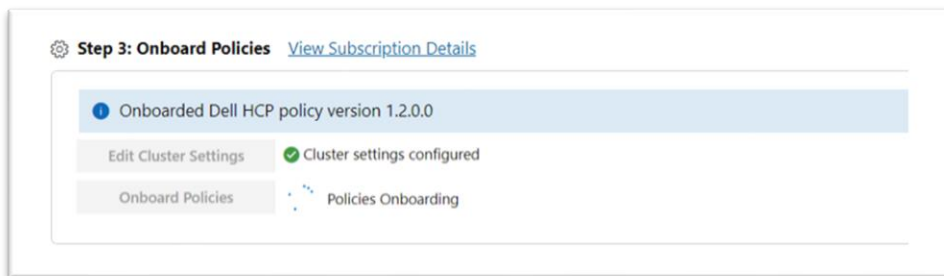 Step 3: Onboard Policies View Subscription Details
Onboarded Dell HCP policy version 1.2.0.0
Edit Cluster Settings Cluster settings configured
Onboard Policies Policies Onboarding